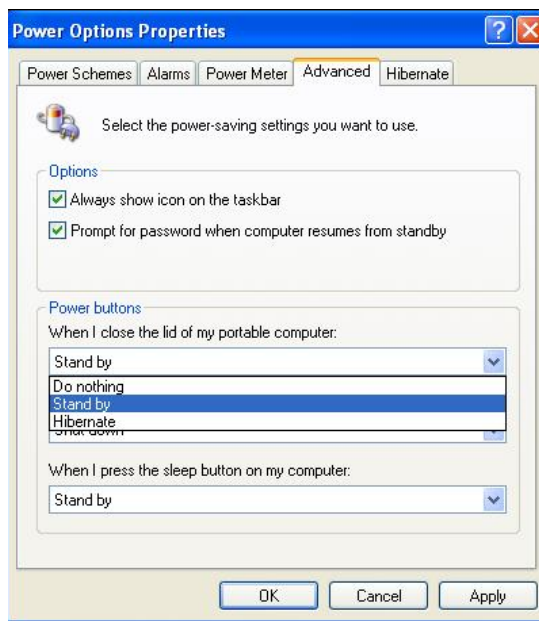 Power Options Properties
Power Schemes Alarms Power Meter Advanced Hibernate
Select the power-saving settings you want to use.
Options
Always show icon on the taskbar
Prompt for password when computer resumes from standby
Power buttons
When I close the lid of my portable computer:
Stand by
Do nothing
Stand by
Hibernate
Shut down
When I press the sleep button on my computer:
Stand by
OK Cancel Apply